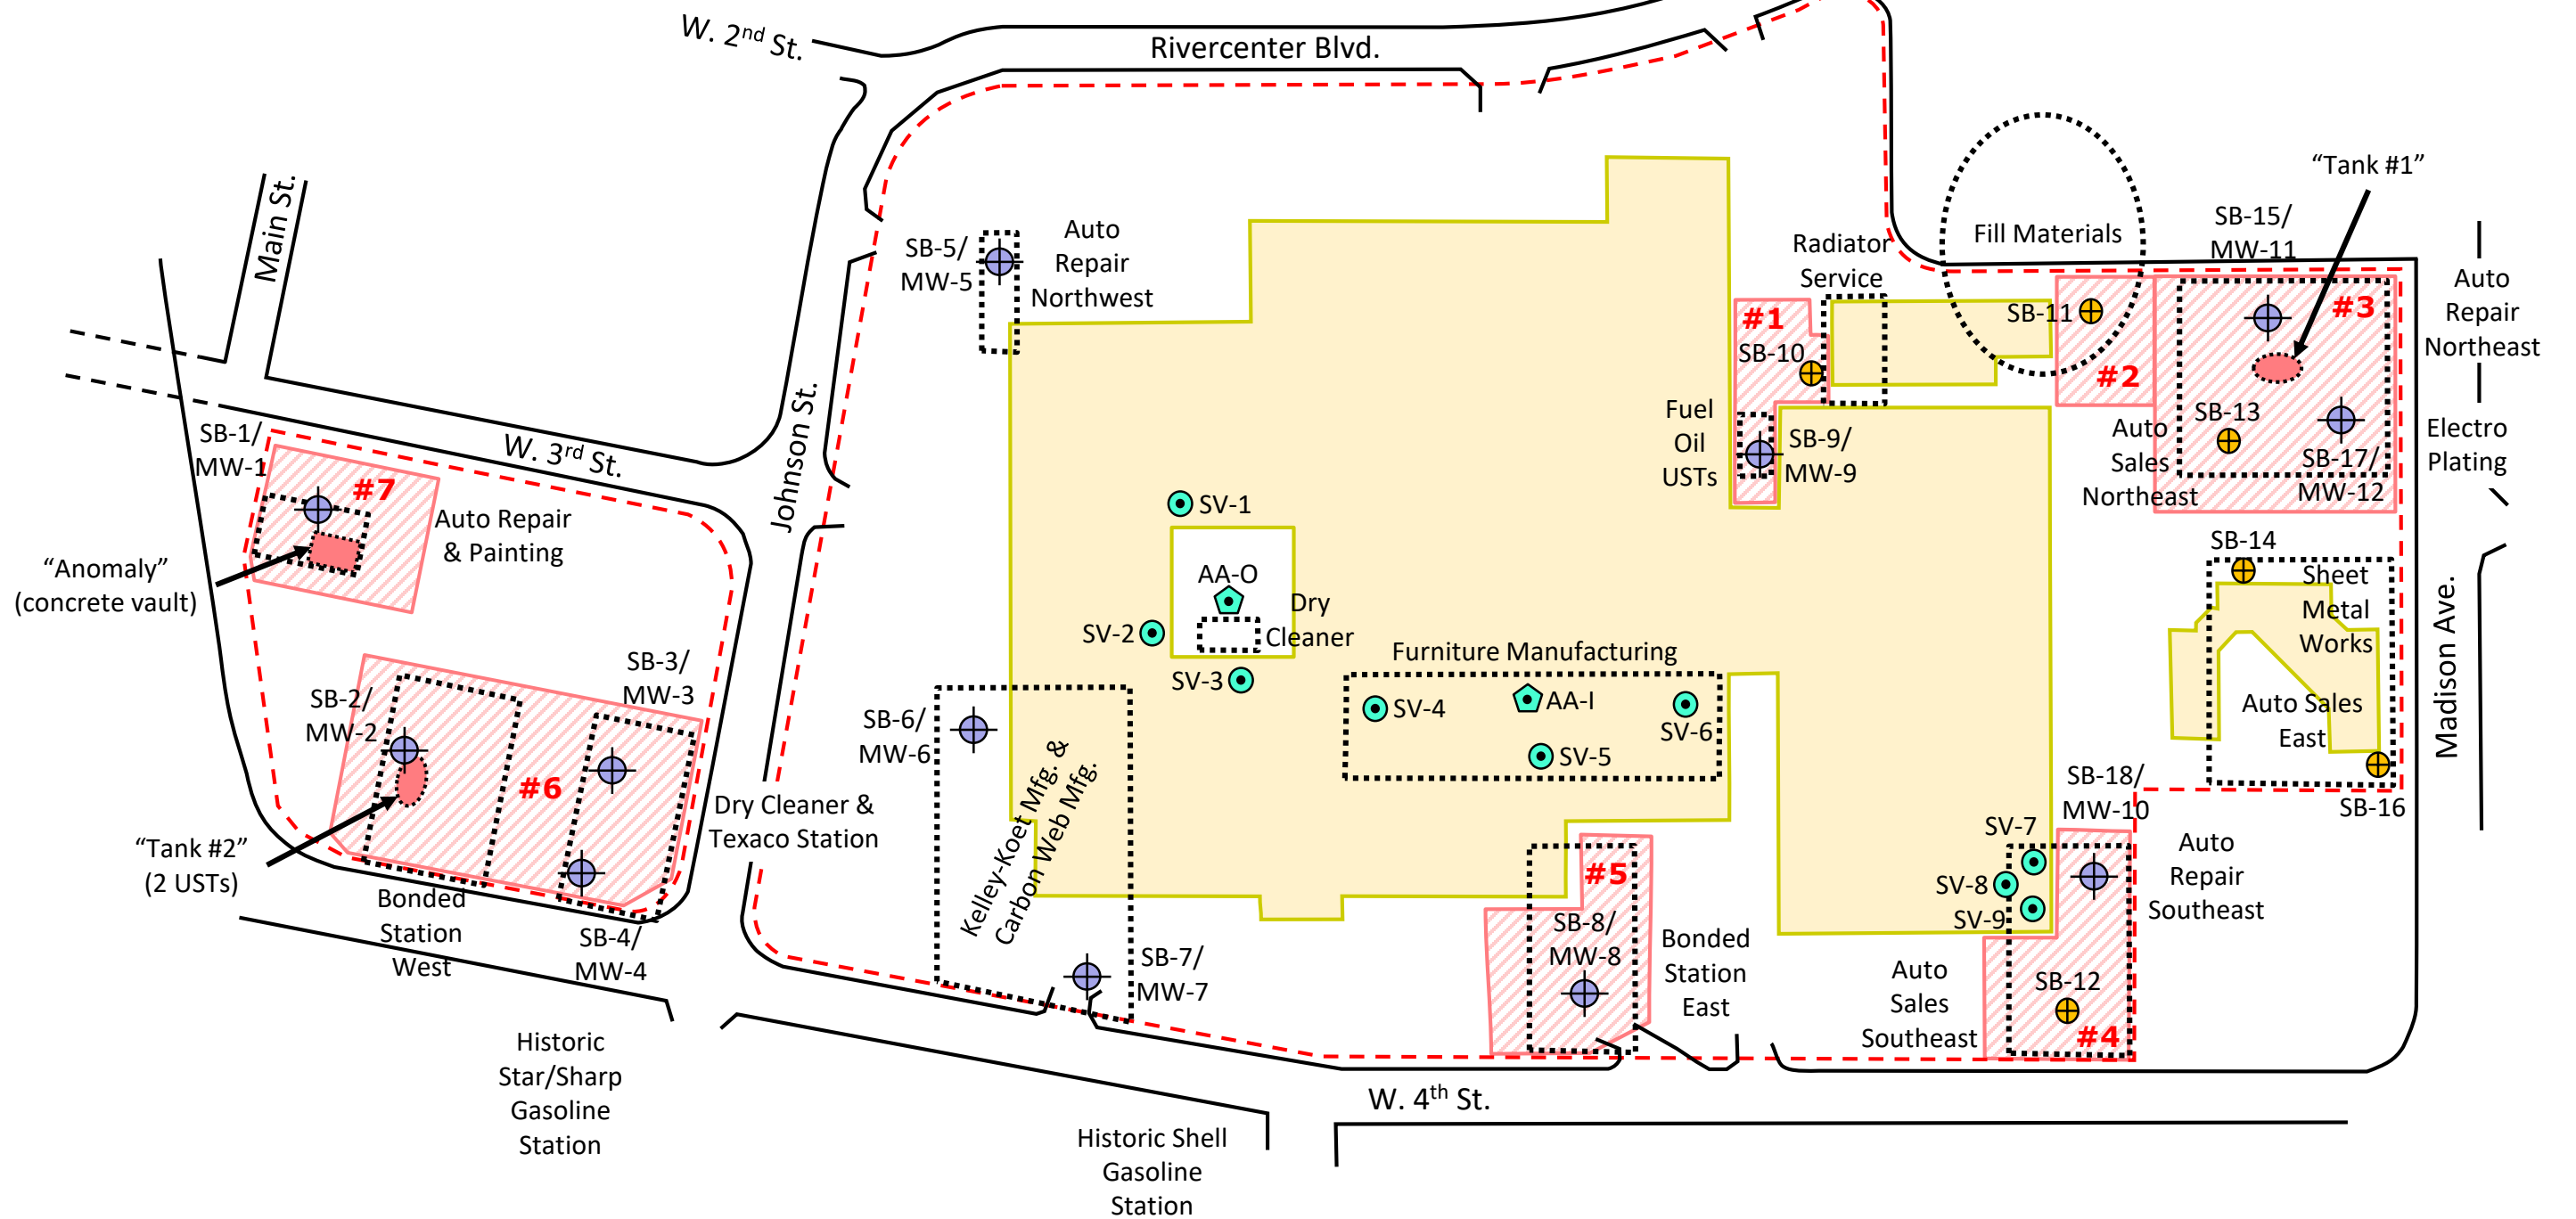 W. 2nd St.
Rivercenter Blvd.
Main St.
W. 3rd St.
Johnson St.
"Tank #1"
SB-15/
MW-11
Fill Materials
Radiator
Service
SB-5/
MW-5
Auto
Repair
Northwest
#1
SB-10
SB-11
#2
#3
Auto
Repair
Northeast
SB-13
SB-17/
MW-12
Auto
Sales
Northeast
Electro
Plating
Fuel
Oil
USTs
SB-9/
MW-9
SB-1/
MW-1
#7
Auto Repair
& Painting
"Anomaly"
(concrete vault)
SV-1
AA-O
Dry
Cleaner
SV-2
SV-3
SB-14
Sheet
Metal
Works
Auto Sales
East
Madison Ave.
SB-16
Furniture Manufacturing
SV-4
AA-I
SV-5
SV-6
SB-2/
MW-2
SB-3/
MW-3
#6
"Tank #2"
(2 USTs)
Bonded
Station
West
SB-4/
MW-4
Dry Cleaner &
Texaco Station
SB-6/
MW-6
Kelley-Koet Mfg. &
Carbon Web Mfg.
SB-7/
MW-7
#5
SB-8/
MW-8
Bonded
Station
East
SB-18/
MW-10
SV-7
SV-8
SV-9
Auto
Repair
Southeast
Auto
Sales
Southeast
SB-12
#4
W. 4th St.
Historic
Star/Sharp
Gasoline
Station
Historic Shell
Gasoline
Station